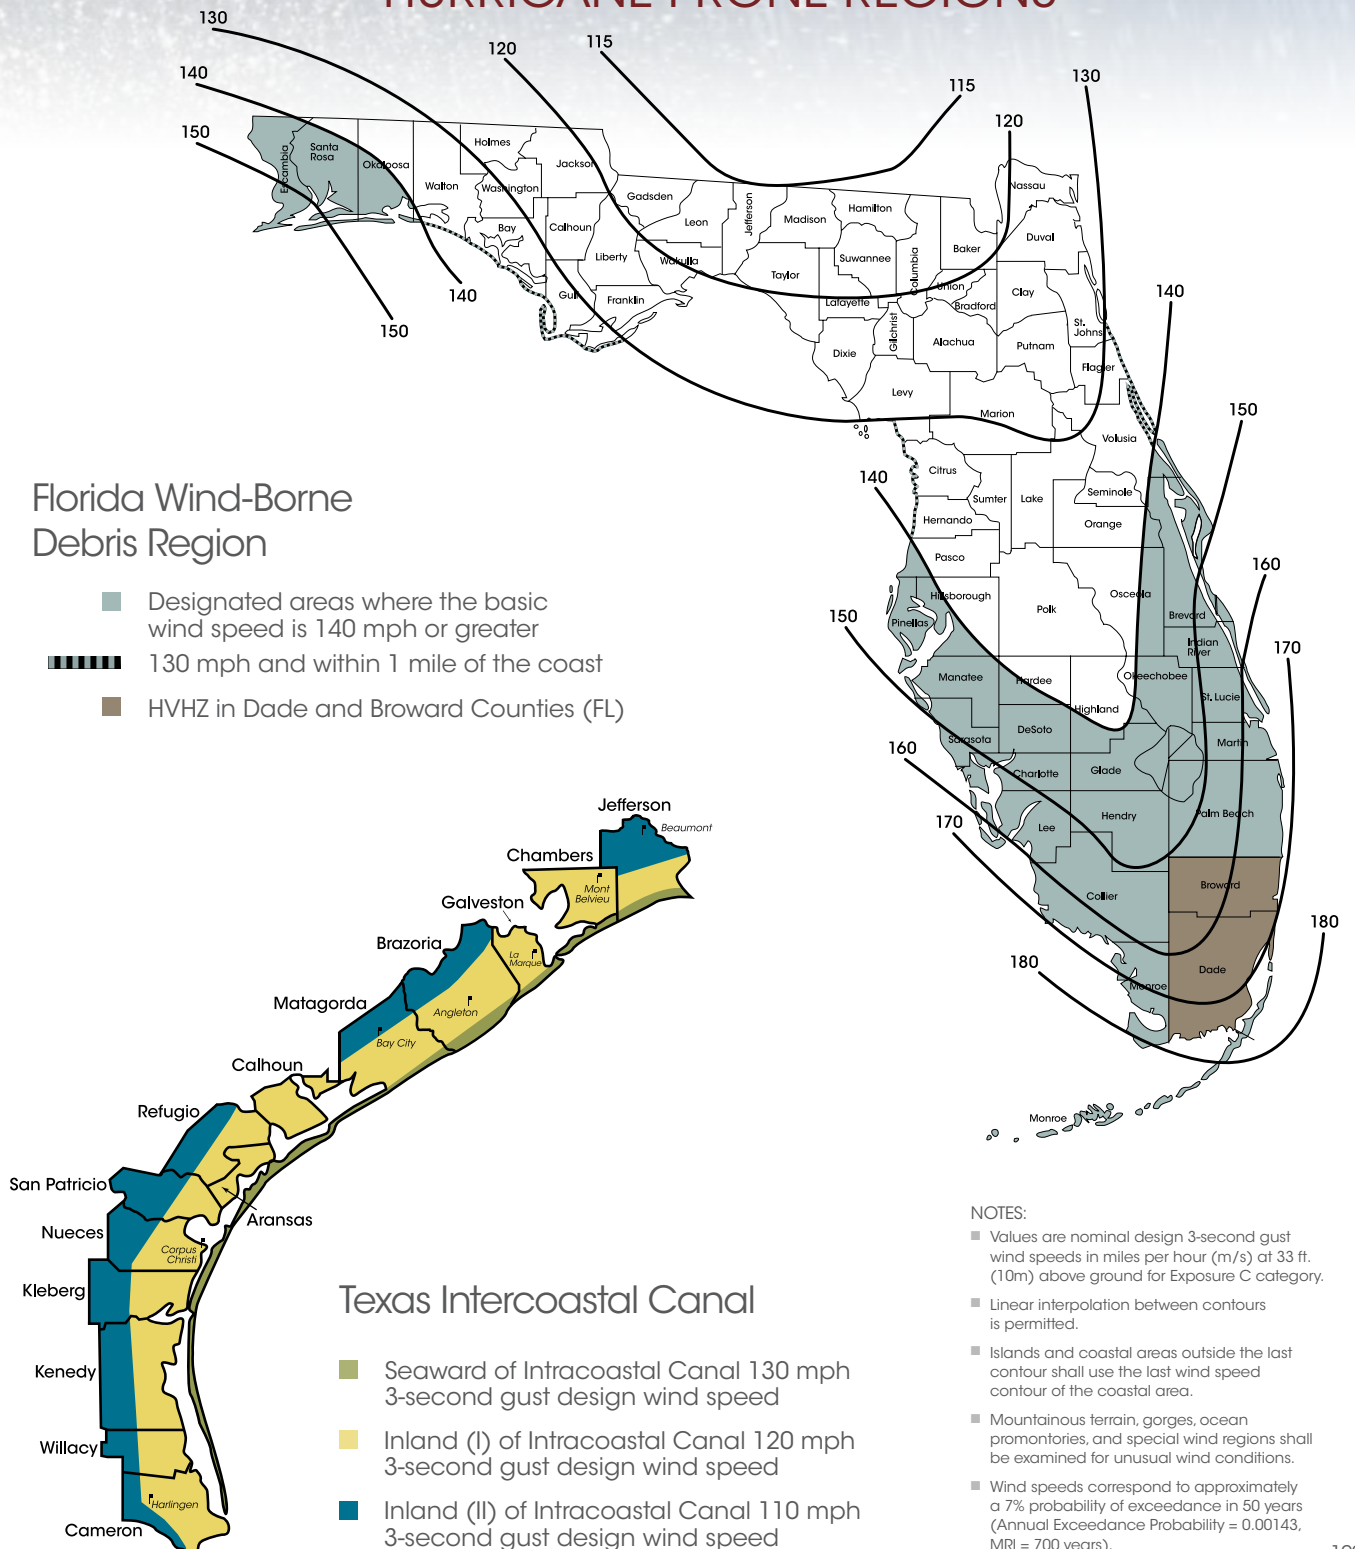 HURRICANE PRONE REGIONS
130
120
115
140
150
115
130
120
Escambia
Santa
Rosa
Okaloosa
Walton
Holmes
Washington
Jackson
Bay
Calhoun
Gulf
Liberty
Franklin
Gadsden
Leon
Wakulla
Jefferson
Madison
Taylor
Hamilton
Suwannee
Lafayette
Columbia
Baker
Union
Bradford
Nassau
Duval
Clay
St.
Johns
Putnam
Flagler
Dixie
Gilchrist
Alachua
Levy
Marion
Volusia
140
150
140
150
Citrus
Sumter
Lake
Seminole
Orange
Hernando
Pasco
Hillsborough
Pinellas
Polk
Osceola
Brevard
Indian
River
Manatee
Hardee
Highland
Okeechobee
St. Lucie
Sarasota
DeSoto
Martin
Charlotte
Glade
Lee
Hendry
Palm Beach
Collier
Broward
Monroe
Dade
Monroe
140
150
160
170
160
170
180
180
Florida Wind-Borne
Debris Region
Designated areas where the basic
wind speed is 140 mph or greater
130 mph and within 1 mile of the coast
HVHZ in Dade and Broward Counties (FL)
Jefferson
Beaumont
Chambers
Mont
Belvieu
Galveston
La
Marque
Brazoria
Angleton
Matagorda
Bay City
Calhoun
Refugio
San Patricio
Aransas
Nueces
Corpus
Christi
Kleberg
Kenedy
Willacy
Harlingen
Cameron
Texas Intercoastal Canal
Seaward of Intracoastal Canal 130 mph
3-second gust design wind speed
Inland (I) of Intracoastal Canal 120 mph
3-second gust design wind speed
Inland (II) of Intracoastal Canal 110 mph
3-second gust design wind speed
NOTES:
Values are nominal design 3-second gust
wind speeds in miles per hour (m/s) at 33 ft.
(10m) above ground for Exposure C category.
Linear interpolation between contours
is permitted.
Islands and coastal areas outside the last
contour shall use the last wind speed
contour of the coastal area.
Mountainous terrain, gorges, ocean
promontories, and special wind regions shall
be examined for unusual wind conditions.
Wind speeds correspond to approximately
a 7% probability of exceedance in 50 years
(Annual Exceedance Probability = 0.00143,
MRI = 700 years).